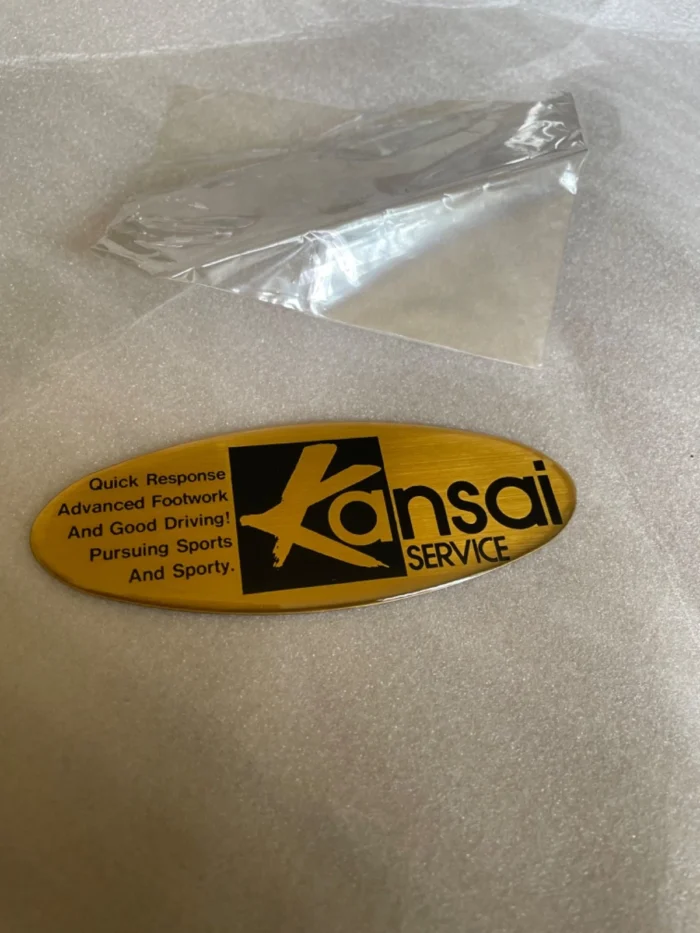 Quick Response
Advanced Footwork
And Good Driving!
Pursuing Sports
And Sporty.
Kansai
SERVICE